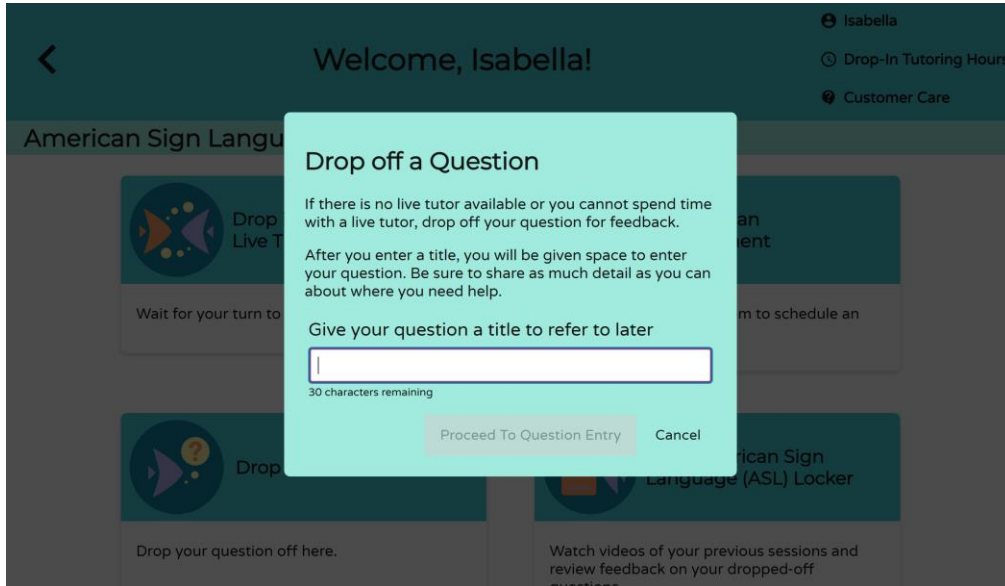 Isabella
Welcome, Isabella!
Drop-In Tutoring Hours
Customer Care
American Sign Langu
Drop off a Question
If there is no live tutor available or you cannot spend time
with a live tutor, drop off your question for feedback.
After you enter a title, you will be given space to enter
your question. Be sure to share as much detail as you can
about where you need help.
Give your question a title to refer to later
30 characters remaining
Proceed To Question Entry
Cancel
Drop
Live T
an
ent
Wait for your turn to
m to schedule an
Drop
rican Sign
Language (ASL) Locker
Drop your question off here.
Watch videos of your previous sessions and
review feedback on your dropped-off
questions